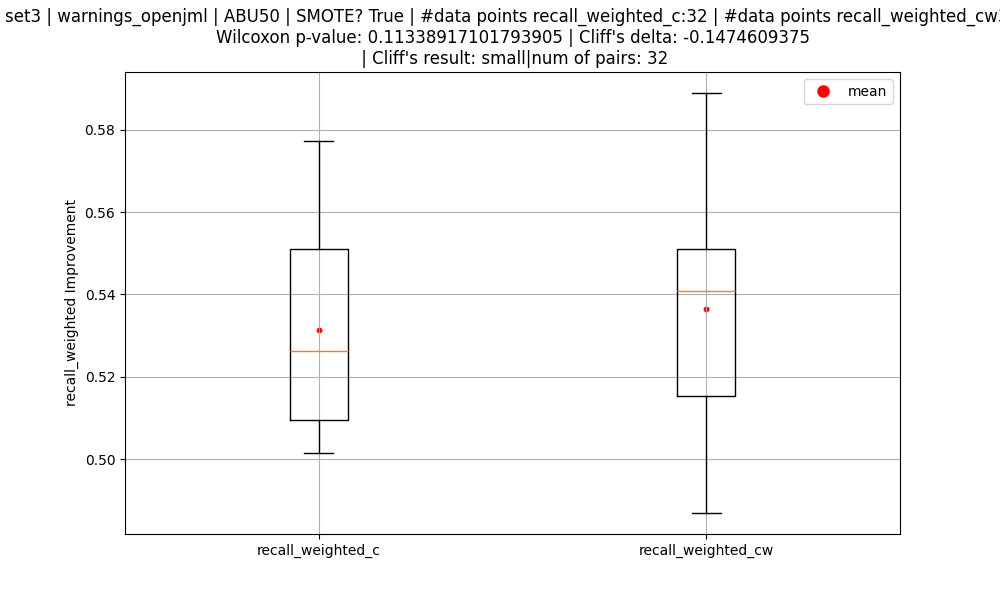 set3 | warnings_openjml | ABU50 | SMOTE? True | #data points recall_weighted_c:32 | #data points recall_weighted_cw
Wilcoxon p-value: 0.11338917101793905 | Cliff's delta: -0.1474609375
| Cliff's result: small|num of pairs: 32
mean
0.58
0.56
0.54
0.52
0.50
recall_weighted Improvement
recall_weighted_c
recall_weighted_cw